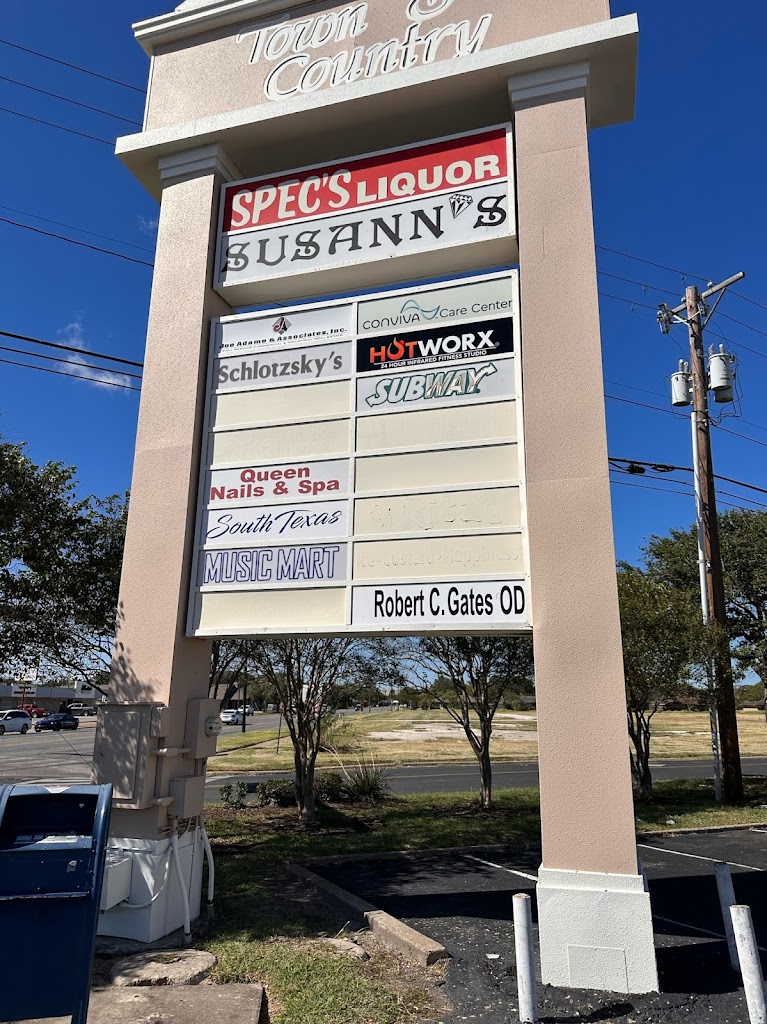 Town &
Country
SPEC'S LIQUOR
SUSANN'S
Joe Adame & Associates, Inc.
CONVIVA Care Center
Schlotzsky's
HOTWORX
24 HOUR INFRARED FITNESS STUDIO
SUBWAY
Queen
Nails & Spa
South Texas
MUSIC MART
Robert C. Gates OD